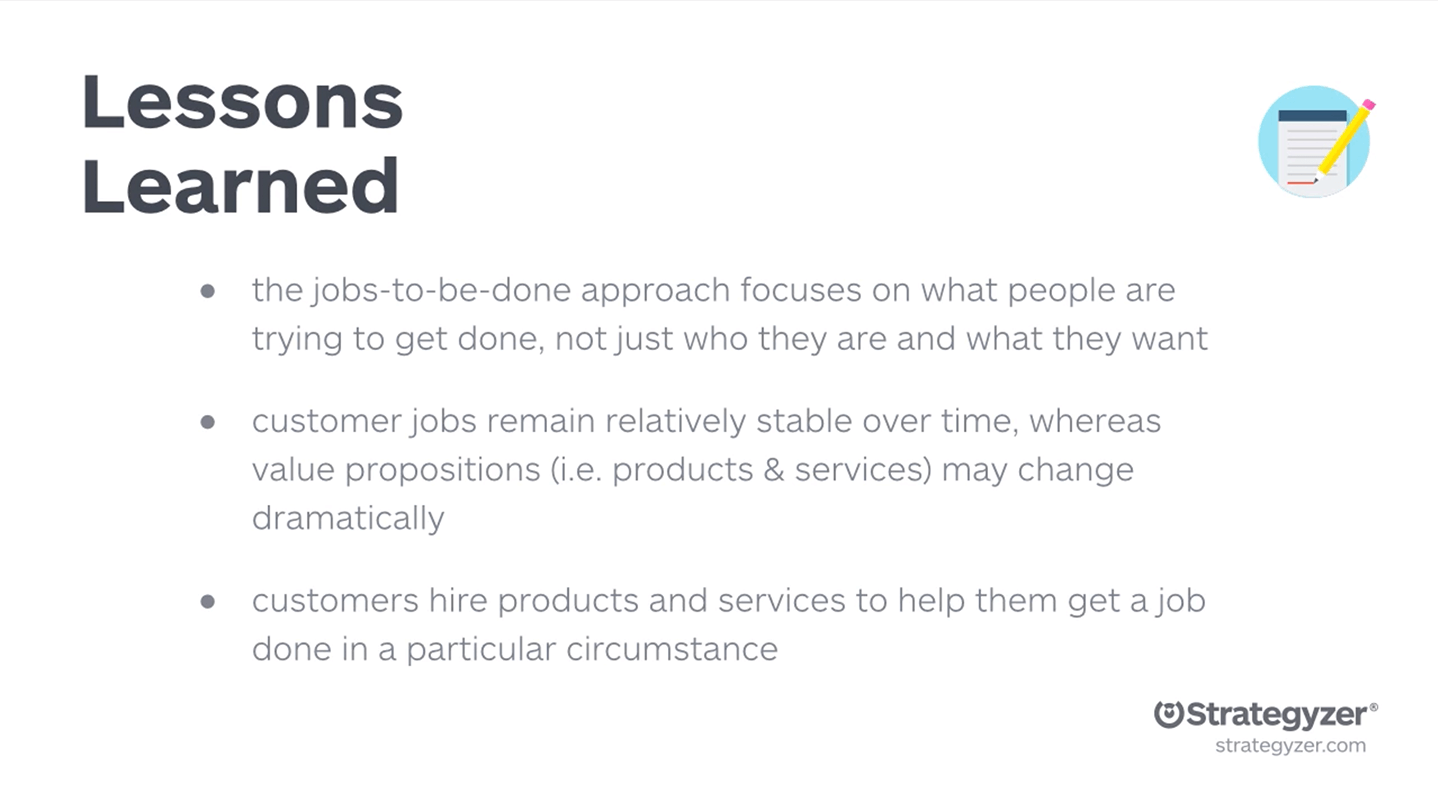 Lessons
Learned
● the jobs-to-be-done approach focuses on what people are
trying to get done, not just who they are and what they want
● customer jobs remain relatively stable over time, whereas
value propositions (i.e. products & services) may change
dramatically
● customers hire products and services to help them get a job
done in a particular circumstance
Strategyzer®
strategyzer.com